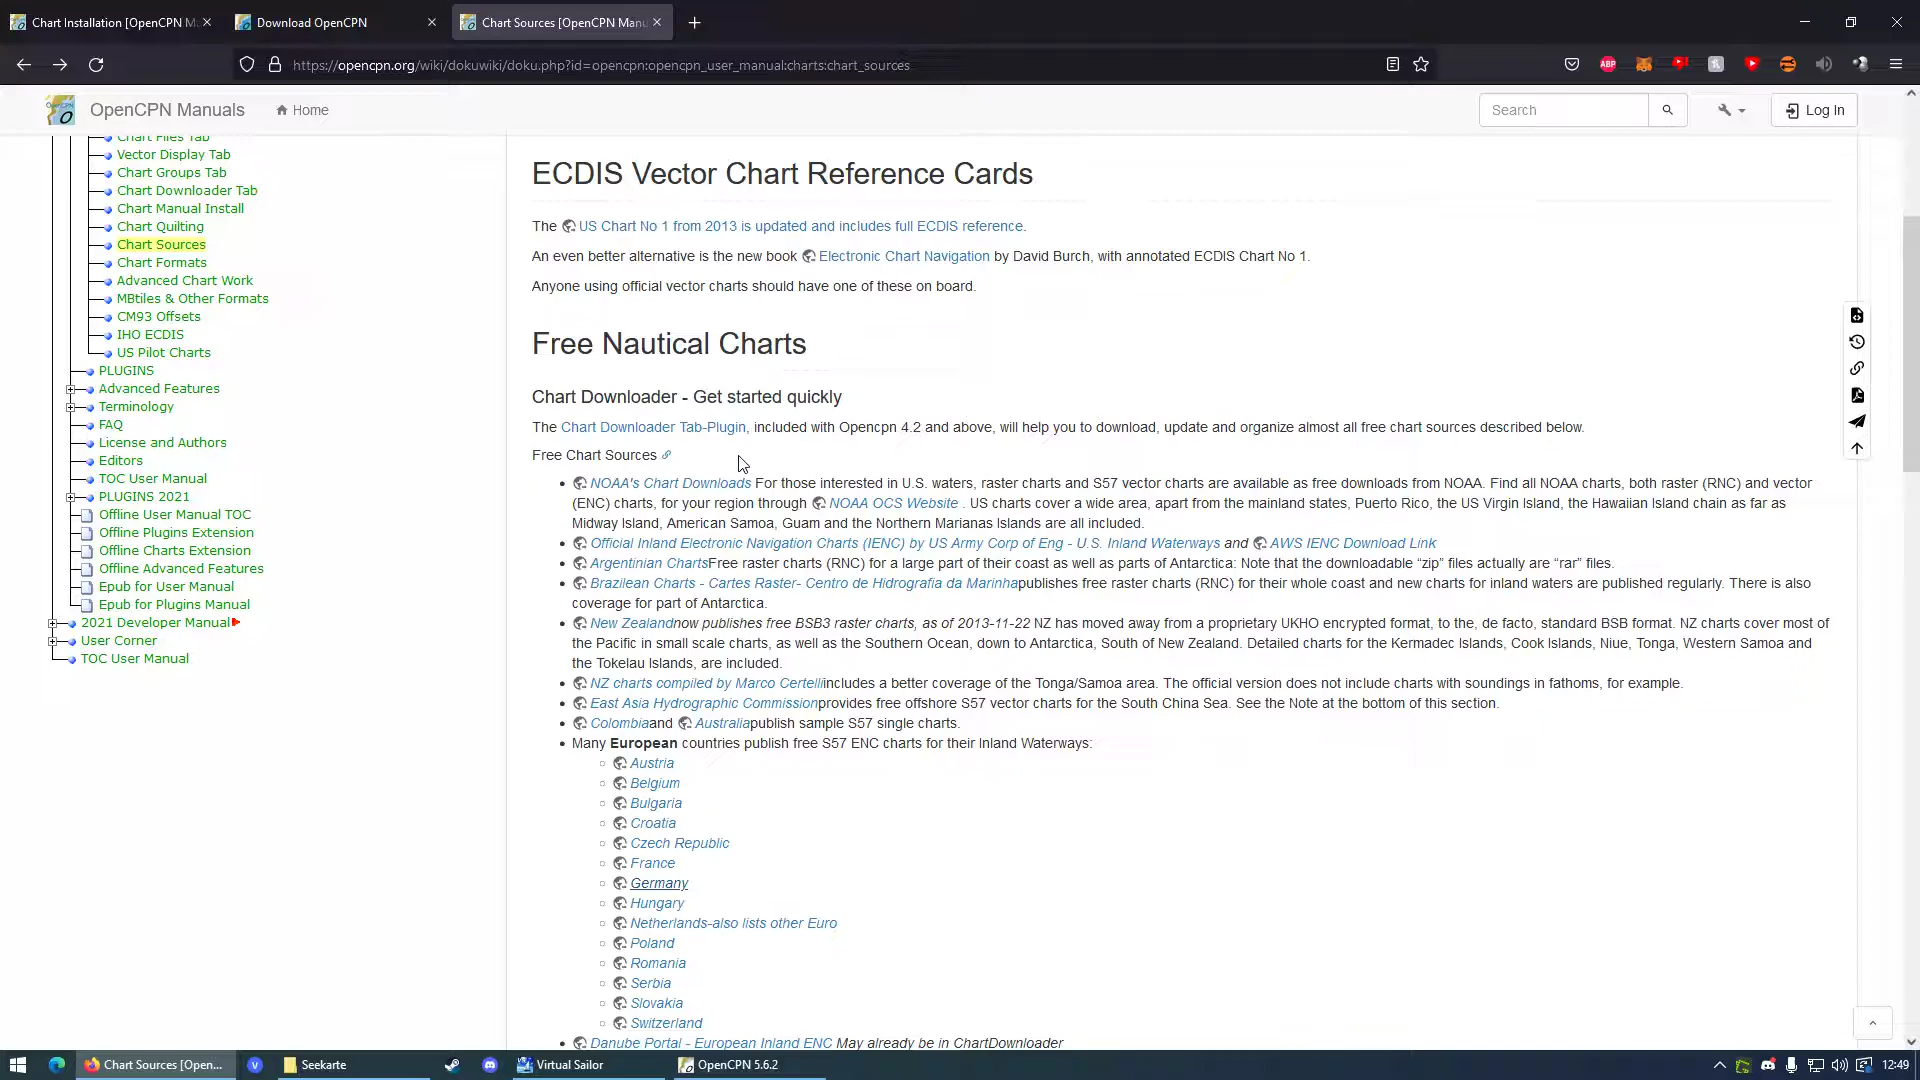 Chart Installation [OpenCPN M
Download OpenCPN
Chart Sources [OpenCPN Manu
https://opencpn.org/wiki/dokuwiki/doku.php?id=opencpn:opencpn_user_manual:charts:chart_sources
ABP
OpenCPN Manuals
Home
Search
Log In
Chart Files Tab
Vector Display Tab
Chart Groups Tab
Chart Downloader Tab
Chart Manual Install
Chart Quilting
Chart Sources
Chart Formats
Advanced Chart Work
MBtiles & Other Formats
CM93 Offsets
IHO ECDIS
US Pilot Charts
PLUGINS
Advanced Features
Terminology
FAQ
License and Authors
Editors
TOC User Manual
PLUGINS 2021
Offline User Manual TOC
Offline Plugins Extension
Offline Charts Extension
Offline Advanced Features
Epub for User Manual
Epub for Plugins Manual
2021 Developer Manual
User Corner
TOC User Manual
ECDIS Vector Chart Reference Cards
The US Chart No 1 from 2013 is updated and includes full ECDIS reference.
An even better alternative is the new book Electronic Chart Navigation by David Burch, with annotated ECDIS Chart No 1.
Anyone using official vector charts should have one of these on board.
Free Nautical Charts
Chart Downloader - Get started quickly
The Chart Downloader Tab-Plugin, included with Opencpn 4.2 and above, will help you to download, update and organize almost all free chart sources described below.
Free Chart Sources
NOAA's Chart Downloads For those interested in U.S. waters, raster charts and S57 vector charts are available as free downloads from NOAA. Find all NOAA charts, both raster (RNC) and vector
(ENC) charts, for your region through NOAA OCS Website . US charts cover a wide area, apart from the mainland states, Puerto Rico, the US Virgin Island, the Hawaiian Island chain as far as
Midway Island, American Samoa, Guam and the Northern Marianas Islands are all included.
Official Inland Electronic Navigation Charts (IENC) by US Army Corp of Eng - U.S. Inland Waterways and AWS IENC Download Link
Argentinian ChartsFree raster charts (RNC) for a large part of their coast as well as parts of Antarctica: Note that the downloadable “zip” files actually are “rar” files.
Brazilean Charts - Cartes Raster- Centro de Hidrografia da Marinhapublishes free raster charts (RNC) for their whole coast and new charts for inland waters are published regularly. There is also
coverage for part of Antarctica.
New Zealandnow publishes free BSB3 raster charts, as of 2013-11-22 NZ has moved away from a proprietary UKHO encrypted format, to the, de facto, standard BSB format. NZ charts cover most of
the Pacific in small scale charts, as well as the Southern Ocean, down to Antarctica, South of New Zealand. Detailed charts for the Kermadec Islands, Cook Islands, Niue, Tonga, Western Samoa and
the Tokelau Islands, are included.
NZ charts compiled by Marco Certelliincludes a better coverage of the Tonga/Samoa area. The official version does not include charts with soundings in fathoms, for example.
East Asia Hydrographic Commissionprovides free offshore S57 vector charts for the South China Sea. See the Note at the bottom of this section.
Colombiaand Australiapublish sample S57 single charts.
Many European countries publish free S57 ENC charts for their Inland Waterways:
Austria
Belgium
Bulgaria
Croatia
Czech Republic
France
Germany
Hungary
Netherlands-also lists other Euro
Poland
Romania
Serbia
Slovakia
Switzerland
Danube Portal - European Inland ENC May already be in ChartDownloader
Chart Sources [Open...
Seekarte
Virtual Sailor
OpenCPN 5.6.2
12:49